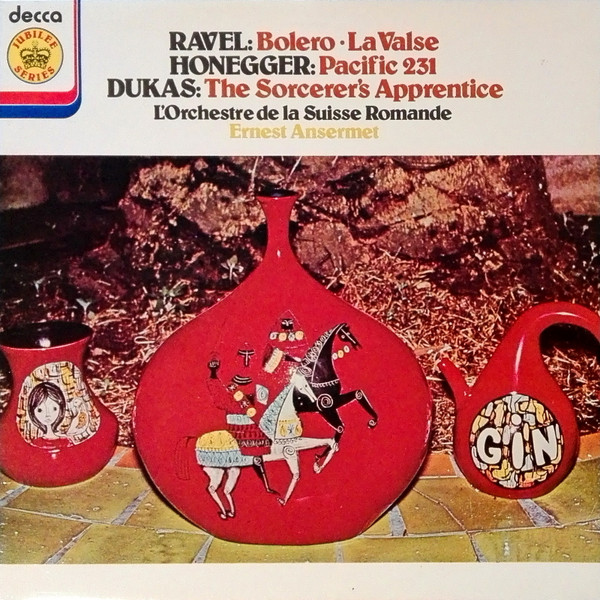 decca
JUBILEE
SERIES
RAVEL: Bolero · La Valse
HONEGGER: Pacific 231
DUKAS: The Sorcerer's Apprentice
L'Orchestre de la Suisse Romande
Ernest Ansermet
GIN